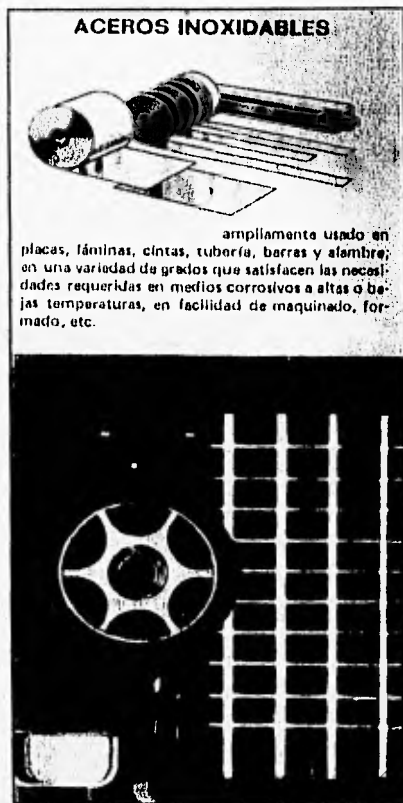 ACEROS INOXIDABLES
ampliamente usado en
placas, láminas, cintas, tubería, barras y alambre;
en una variedad de grados que satisfacen las necesi-
dades requeridas en medios corrosivos a altas o ba-
jas temperaturas, en facilidad de maquinado, for-
mado, etc.